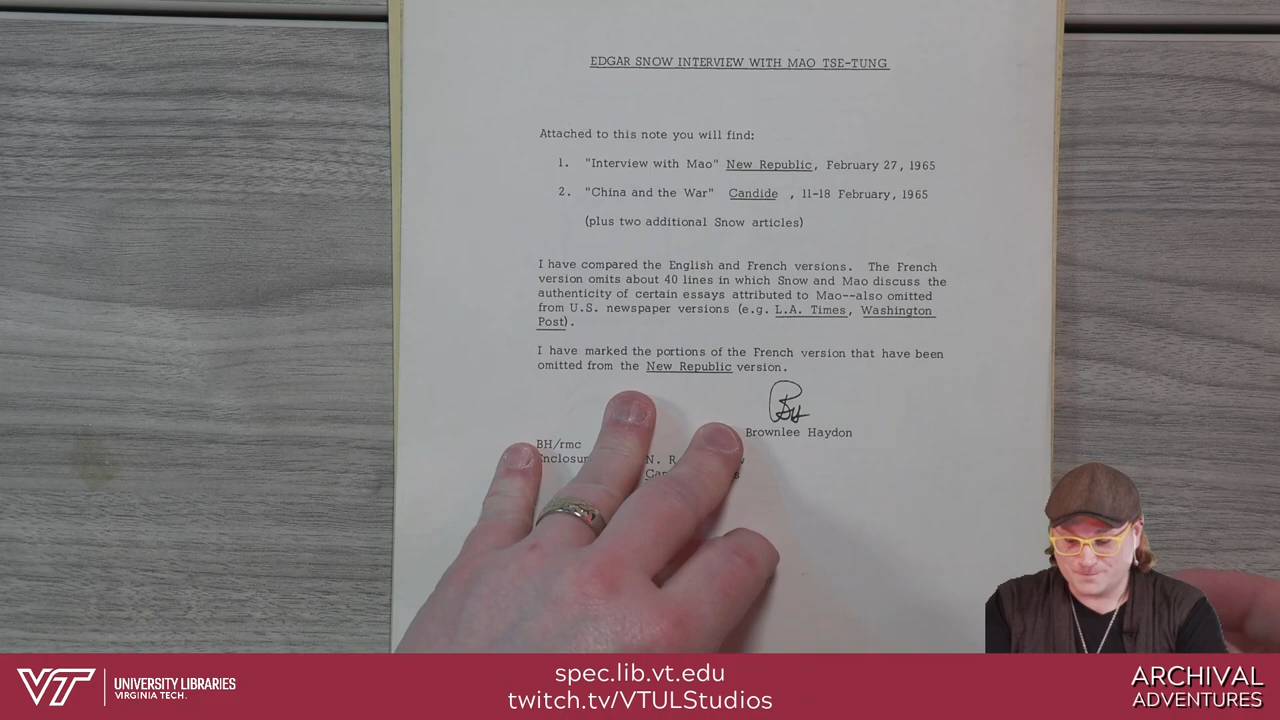 EDGAR SNOW INTERVIEW WITH MAO TSE-TUNG
Attached to this note you will find:
1. "Interview with Mao" New Republic, February 27, 1965
2. "China and the War" Candide , 11-18 February, 1965
(plus two additional Snow articles)
I have compared the English and French versions. The French
version omits about 40 lines in which Snow and Mao discuss the
authenticity of certain essays attributed to Mao--also omitted
from U.S. newspaper versions (e.g. L.A. Times, Washington
Post).
I have marked the portions of the French version that have been
omitted from the New Republic version.
Brownlee Haydon
BH/rmc
N.
VT UNIVERSITY LIBRARIES
VIRGINIA TECH.
spec.lib.vt.edu
twitch.tv/VTULStudios
ARCHIVAL
ADVENTURES